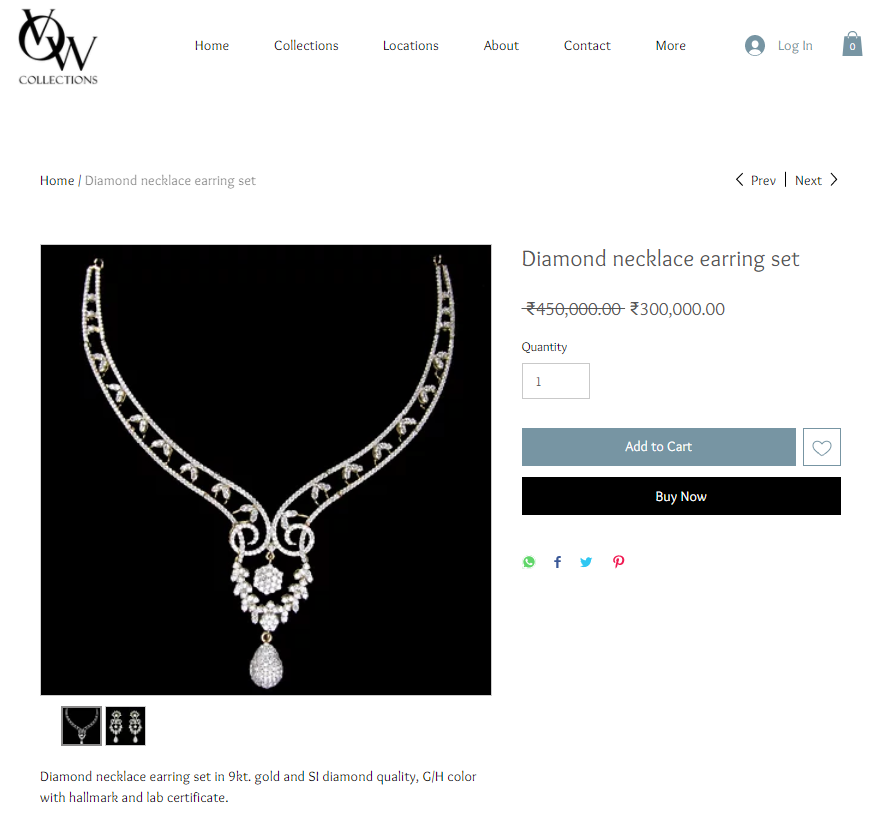 VOW
COLLECTIONS
Home Collections Locations About Contact More Log In 0
Home / Diamond necklace earring set
Prev | Next
Diamond necklace earring set
₹450,000.00 ₹300,000.00
Quantity
1
Add to Cart
Buy Now
Diamond necklace earring set in 9kt. gold and SI diamond quality, G/H color
with hallmark and lab certificate.